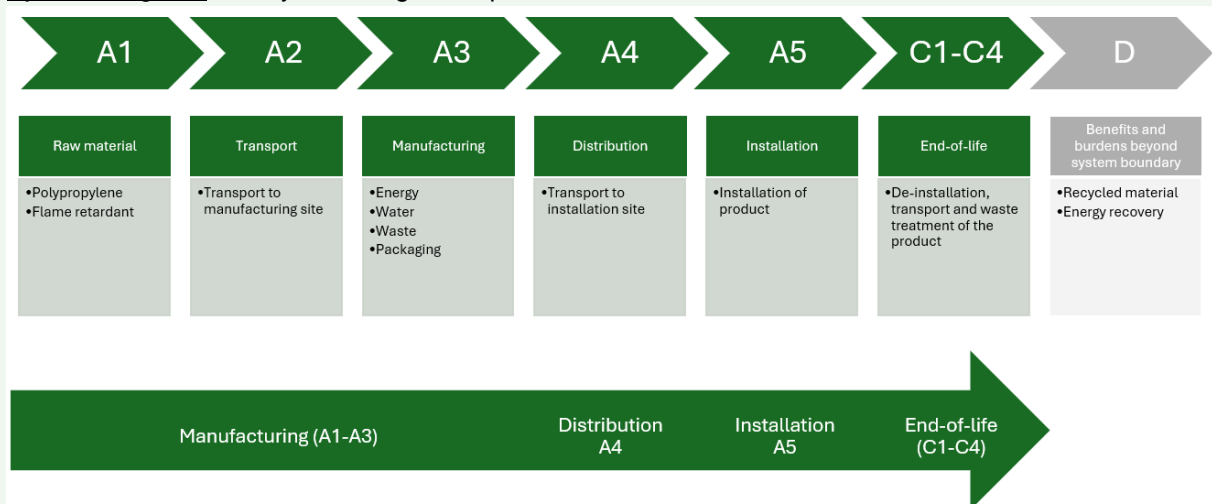 A1
A2
A3
A4
A5
C1-C4
D
Raw material
Transport
Manufacturing
Distribution
Installation
End-of-life
Benefits and
burdens beyond
system boundary
•Polypropylene
•Flame retardant
•Transport to
manufacturing site
•Energy
•Water
•Waste
•Packaging
•Transport to
installation site
•Installation of
product
•De-installation,
transport and waste
treatment of the
product
•Recycled material
•Energy recovery
Manufacturing (A1-A3)
Distribution
A4
Installation
A5
End-of-life
(C1-C4)